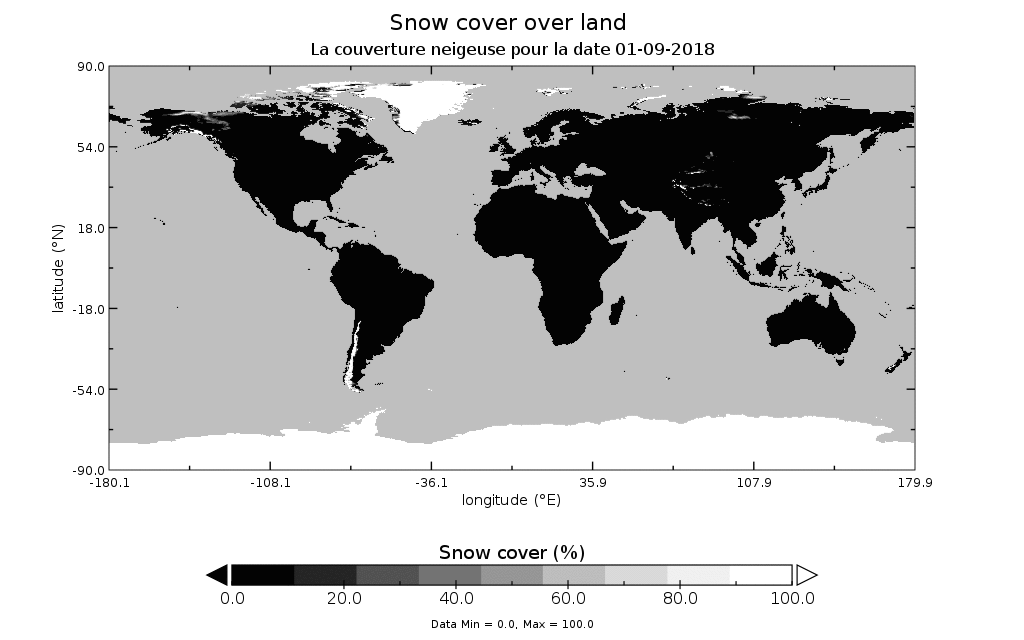 Snow cover over land
La couverture neigeuse pour la date 01-09-2018
90.0
54.0
18.0
-18.0
-54.0
-90.0
latitude (°N)
-180.1 -108.1 -36.1 35.9 107.9 179.9
longitude (°E)
Snow cover (%)
0.0 20.0 40.0 60.0 80.0 100.0
Data Min = 0.0, Max = 100.0